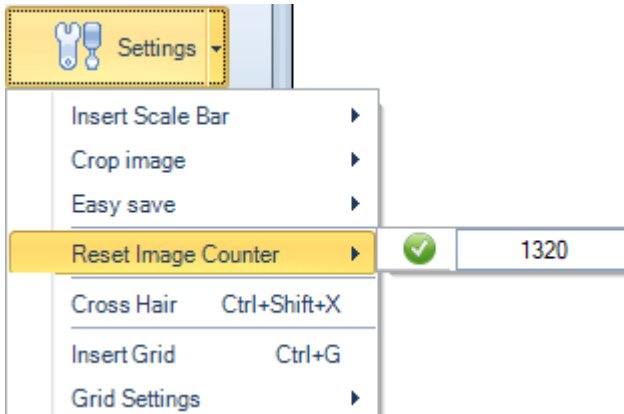 Settings
Insert Scale Bar
Crop image
Easy save
Reset Image Counter 1320
Cross Hair Ctrl+Shift+X
Insert Grid Ctrl+G
Grid Settings